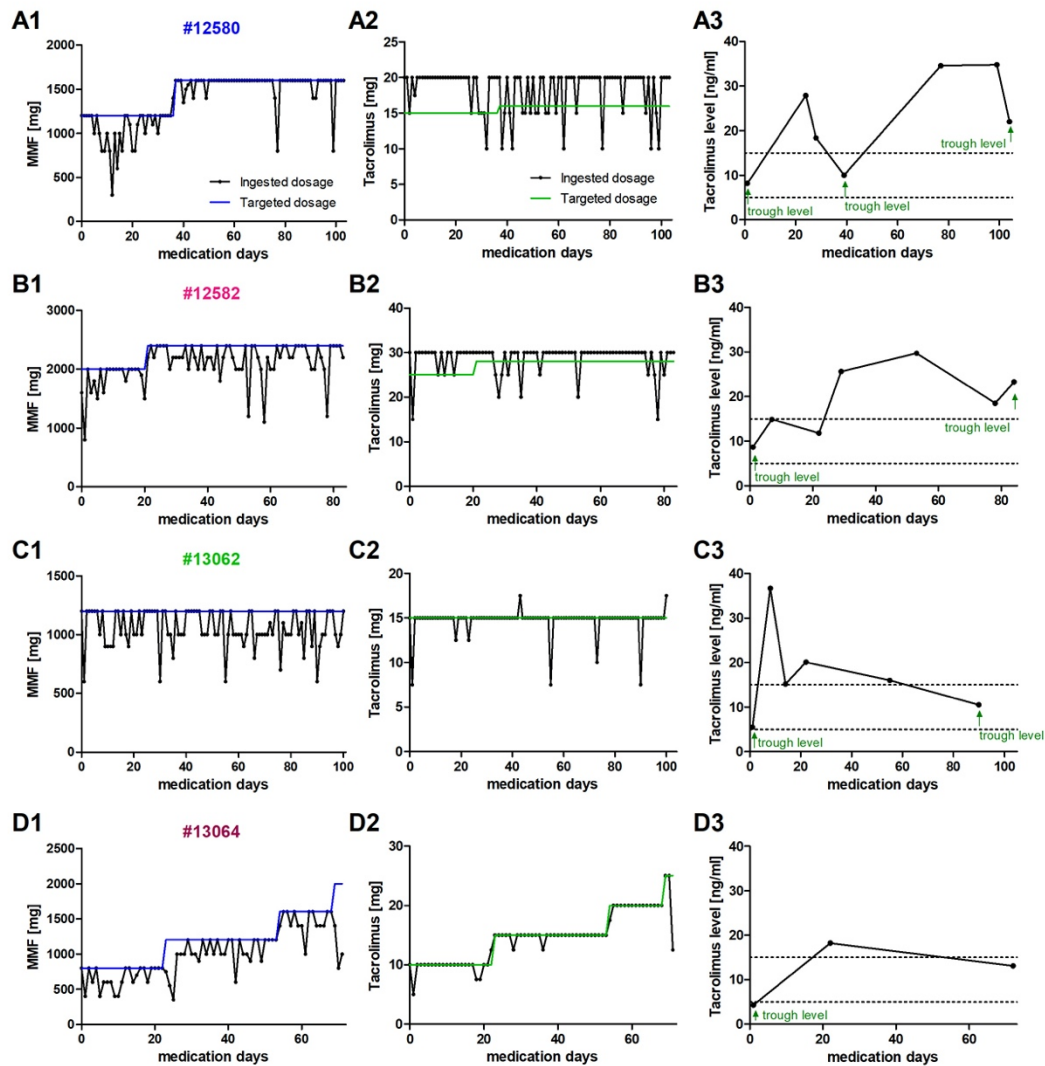 A1
#12580
MMF [mg]
2000
1500
1000
500
0
Ingested dosage
Targeted dosage
0 20 40 60 80 100
medication days
A2
Tacrolimus [mg]
25
20
15
10
5
0
Ingested dosage
Targeted dosage
0 20 40 60 80 100
medication days
A3
Tacrolimus level [ng/ml]
40
30
20
10
0
trough level
trough level
trough level
0 20 40 60 80 100
medication days
B1
#12582
MMF [mg]
3000
2000
1000
0
0 20 40 60 80
medication days
B2
Tacrolimus [mg]
40
30
20
10
0
0 20 40 60 80
medication days
B3
Tacrolimus level [ng/ml]
40
30
20
10
0
trough level
trough level
0 20 40 60 80
medication days
C1
#13062
MMF [mg]
1500
1000
500
0
0 20 40 60 80 100
medication days
C2
Tacrolimus [mg]
20
15
10
5
0
0 20 40 60 80 100
medication days
C3
Tacrolimus level [ng/ml]
40
30
20
10
0
trough level
trough level
0 20 40 60 80 100
medication days
D1
#13064
MMF [mg]
2500
2000
1500
1000
500
0
0 20 40 60
medication days
D2
Tacrolimus [mg]
30
20
10
0
0 20 40 60
medication days
D3
Tacrolimus level [ng/ml]
40
30
20
10
0
trough level
0 20 40 60
medication days